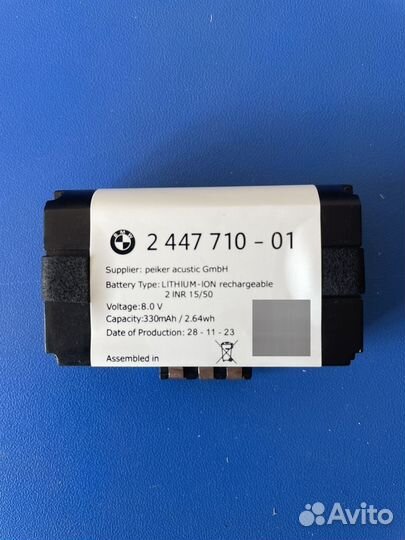 BMW
2 447 710 - 01
Supplier: peiker acustic GmbH
Battery Type: LITHIUM-ION rechargeable
2 INR 15/50
Voltage: 8.0 V
Capacity:330mAh / 2.64wh
Date of Production: 28 - 11 - 23
Assembled in
Avito